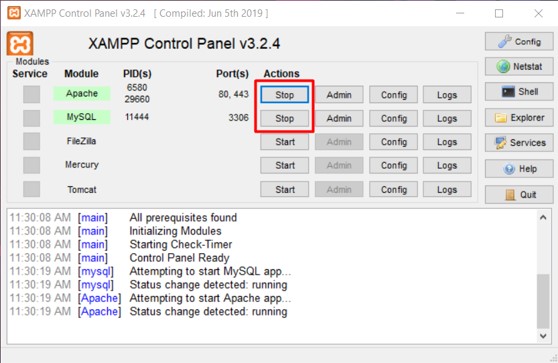 XAMPP Control Panel v3.2.4 [ Compiled: Jun 5th 2019 ]
XAMPP Control Panel v3.2.4
Modules
Service Module PID(s) Port(s) Actions
Apache 6580 29660 80, 443 Stop Admin Config Logs
MySQL 11444 3306 Stop Admin Config Logs
FileZilla Start Admin Config Logs
Mercury Start Admin Config Logs
Tomcat Start Admin Config Logs
Config
Netstat
Shell
Explorer
Services
Help
Quit
11:30:08 AM [main] All prerequisites found
11:30:08 AM [main] Initializing Modules
11:30:08 AM [main] Starting Check-Timer
11:30:08 AM [main] Control Panel Ready
11:30:19 AM [mysql] Attempting to start MySQL app...
11:30:19 AM [mysql] Status change detected: running
11:30:19 AM [Apache] Attempting to start Apache app...
11:30:19 AM [Apache] Status change detected: running